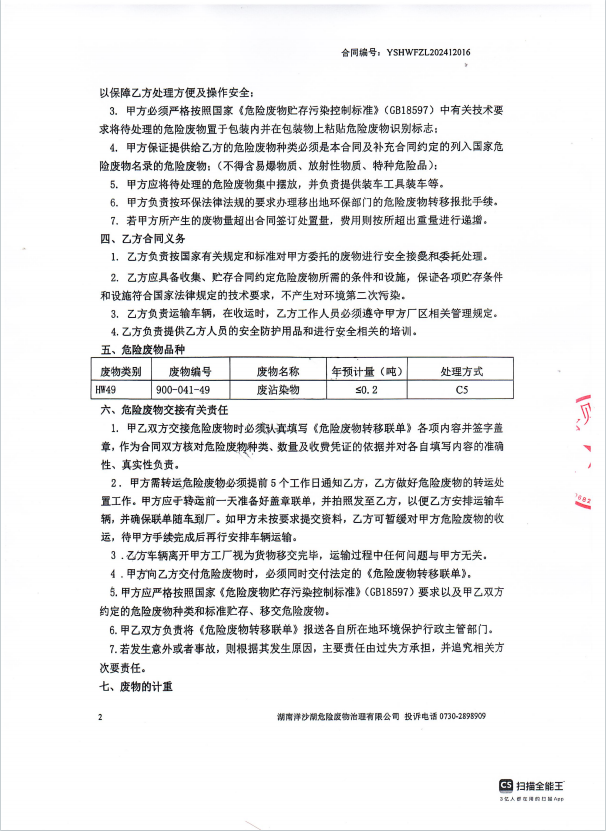 合同编号：YSHWFZL202412016
以保障乙方处理方便及操作安全；
3. 甲方必须严格按照国家《危险废物贮存污染控制标准》（GB18597）中有关技术要
求将待处理的危险废物置于包装内并在包装物上粘贴危险废物识别标志；
4. 甲方保证提供给乙方的危险废物种类必须是本合同及补充合同约定的列入国家危
险废物名录的危险废物；（不得含易爆物质、放射性物质、特种危险品）；
5. 甲方应将待处理的危险废物集中摆放，并负责提供装车工具装车等。
6. 甲方负责按环保法律法规的要求办理移出地环保部门的危险废物转移报批手续。
7. 若甲方所产生的废物量超出合同签订处置量，费用则按所超出重量进行递增。
四、乙方合同义务
1. 乙方负责按国家有关规定和标准对甲方委托的废物进行安全接受和委托处理。
2. 乙方应具备收集、贮存合同约定危险废物所需的条件和设施，保证各项贮存条件
和设施符合国家法律规定的技术要求，不产生对环境第二次污染。
3. 乙方负责运输车辆，在收运时，乙方工作人员必须遵守甲方厂区相关管理规定。
4.乙方负责提供乙方人员的安全防护用品和进行安全相关的培训。
五、危险废物品种
废物类别 废物编号 废物名称 年预计量（吨） 处理方式
HW49 900-041-49 废沾染物 ≤0.2 C5
六、危险废物交接有关责任
1. 甲乙双方交接危险废物时必须认真填写《危险废物转移联单》各项内容并签字盖
章，作为合同双方核对危险废物种类、数量及收费凭证的依据并对各自填写内容的准确
性、真实性负责。
2. 甲方需转运危险废物必须提前5个工作日通知乙方，乙方做好危险废物的转运处
置工作。甲方应于转运前一天准备好盖章联单，并拍照发至乙方，以便乙方安排运输车
辆，并确保联单随车到厂。如甲方未按要求提交资料，乙方可暂缓对甲方危险废物的收
运，待甲方手续完成后再行安排车辆运输。
3.乙方车辆离开甲方工厂视为货物移交完毕，运输过程中任何问题与甲方无关。
4.甲方向乙方交付危险废物时，必须同时交付法定的《危险废物转移联单》。
5.甲方应严格按照国家《危险废物贮存污染控制标准》（GB18597）要求以及甲乙双方
约定的危险废物种类和标准贮存、移交危险废物。
6.甲乙双方负责将《危险废物转移联单》报送各自所在地环境保护行政主管部门。
7.若发生意外或者事故，则根据其发生原因，主要责任由过失方承担，并追究相关方
次要责任。
七、废物的计重
2 湖南洋沙湖危险废物治理有限公司 投诉电话 0730-2898909
CS 扫描全能王
3亿人都在用的扫描App